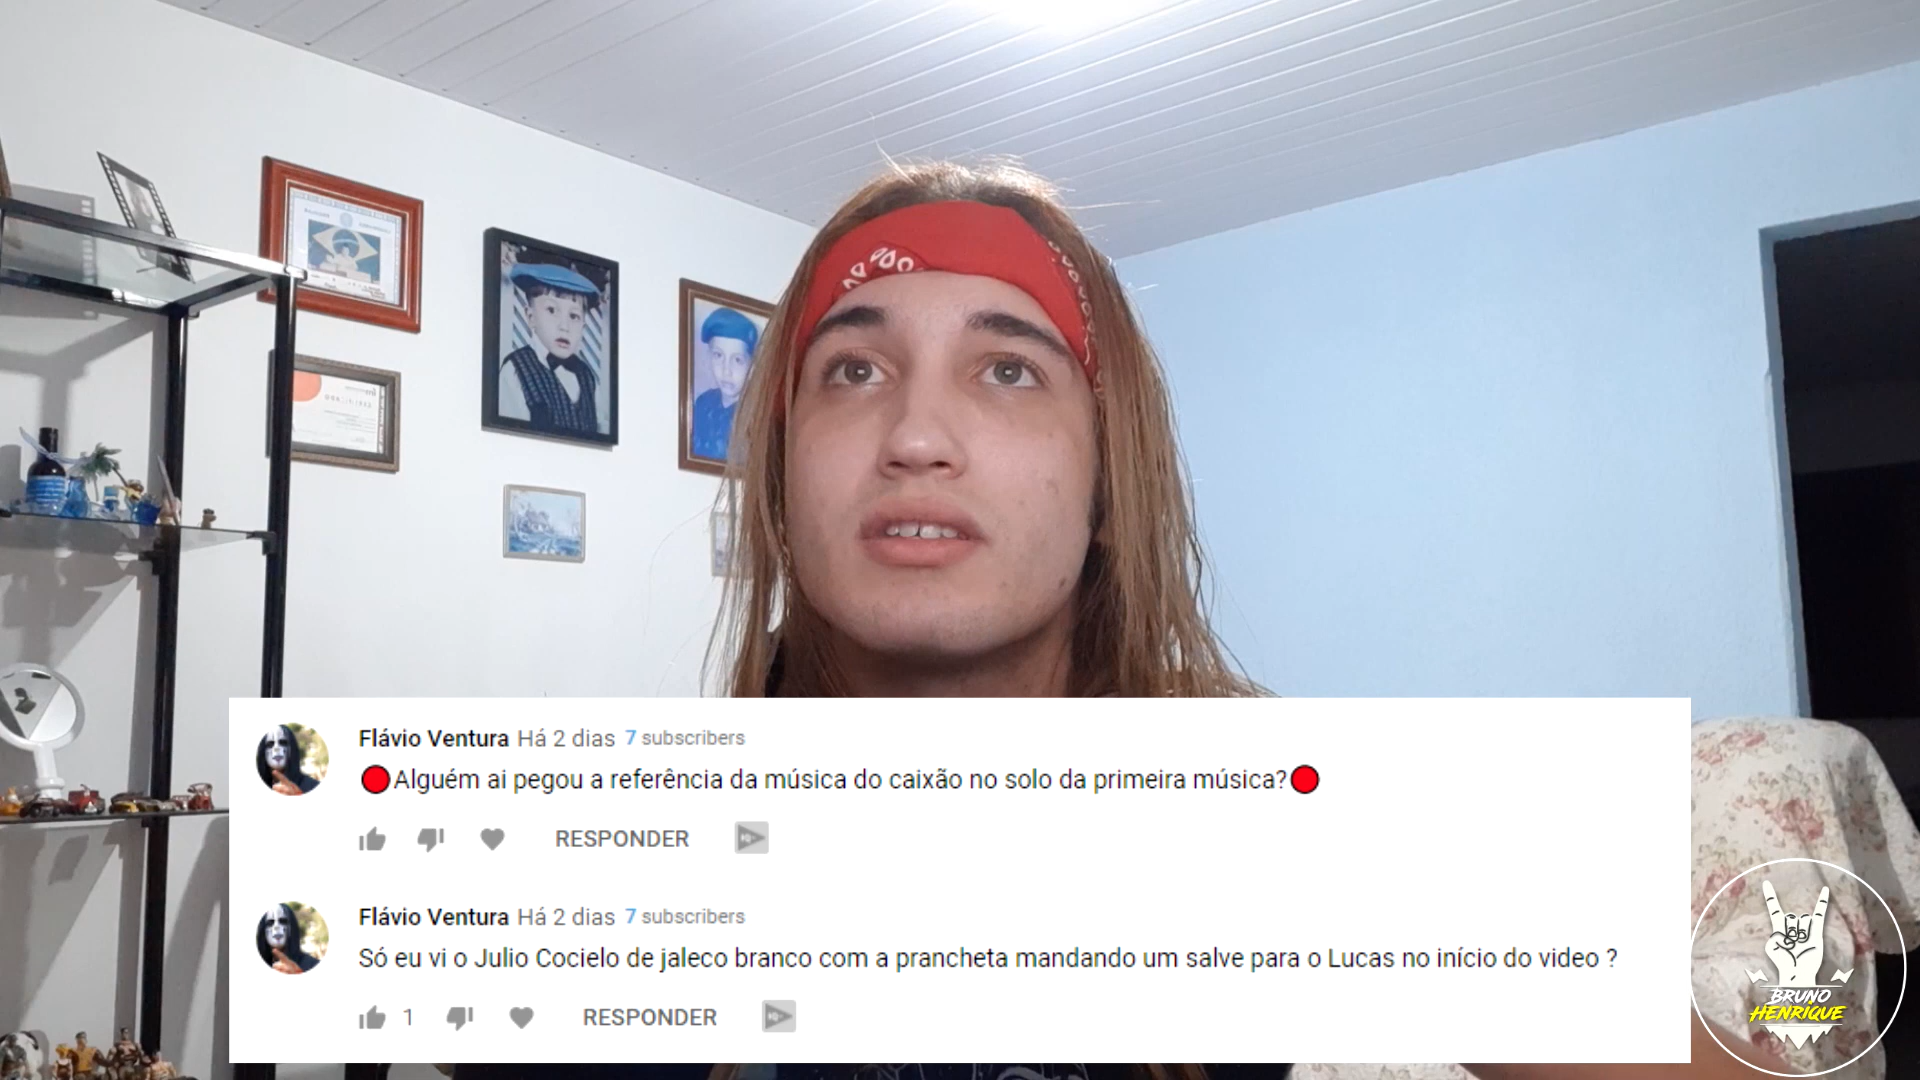 Flávio Ventura Há 2 dias 7 subscribers
Alguém ai pegou a referência da música do caixão no solo da primeira música?
RESPONDER
Flávio Ventura Há 2 dias 7 subscribers
Só eu vi o Julio Cocielo de jaleco branco com a prancheta mandando um salve para o Lucas no início do video ?
1 RESPONDER
BRUNO
HENRIQUE